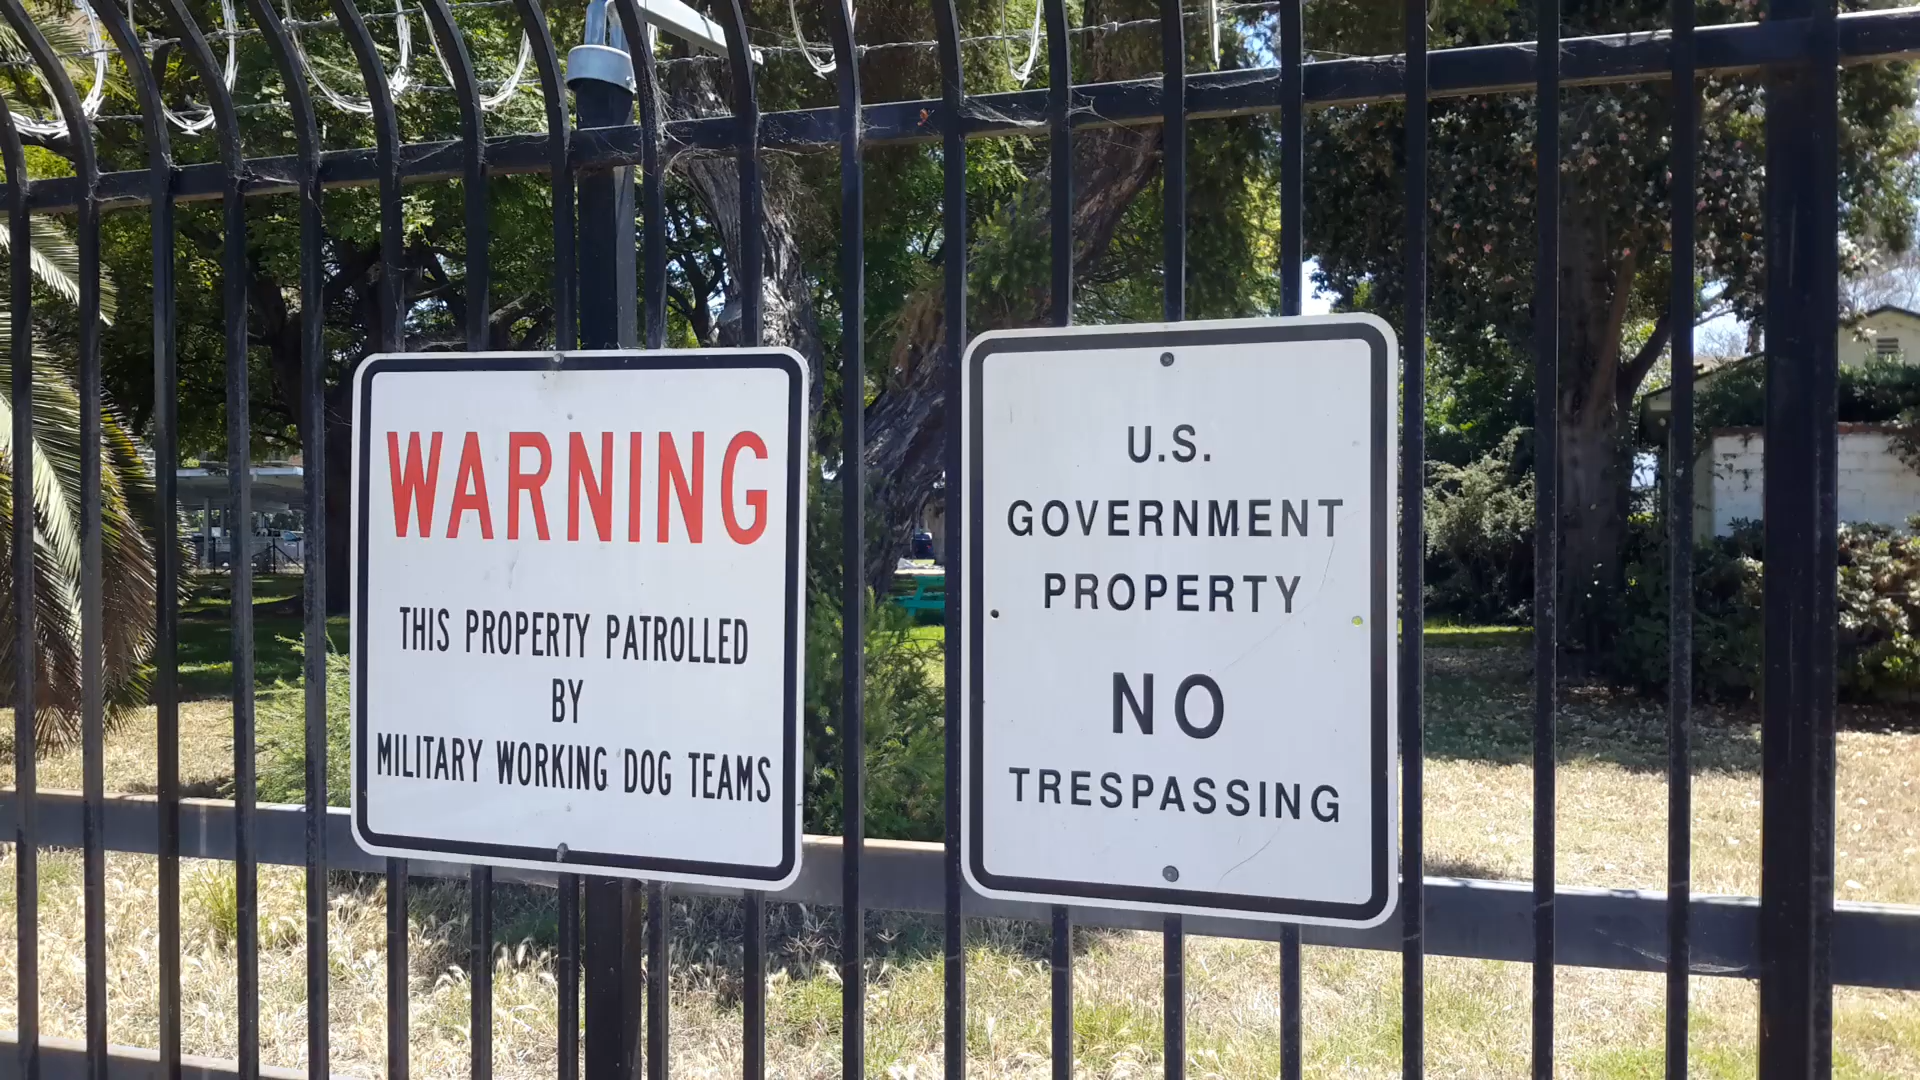 WARNING
THIS PROPERTY PATROLLED
BY
MILITARY WORKING DOG TEAMS
U.S.
GOVERNMENT
PROPERTY
NO
TRESPASSING